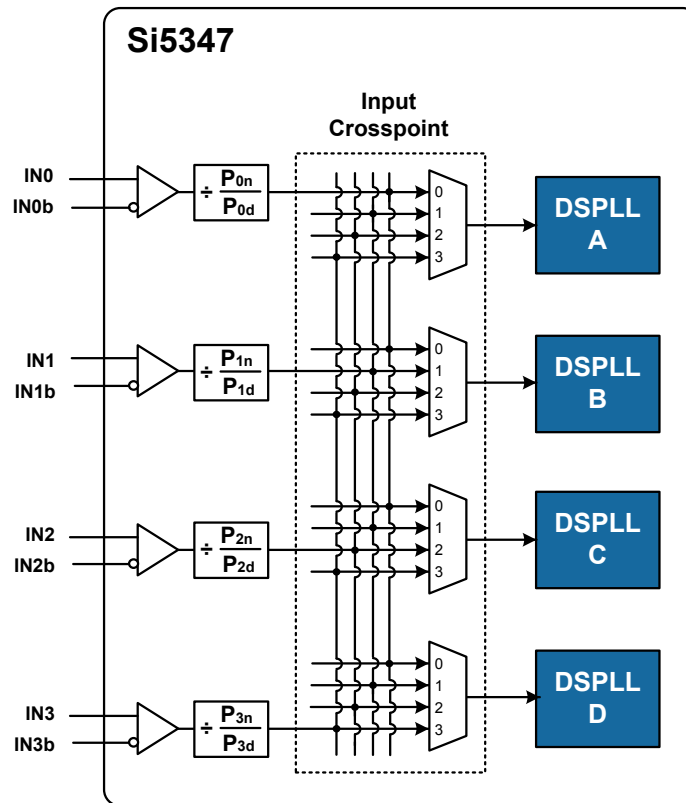 Si5347
Input
Crosspoint
IN0
IN0b
÷ P0n
P0d
0
1
2
3
DSPLL
A
IN1
IN1b
÷ P1n
P1d
0
1
2
3
DSPLL
B
IN2
IN2b
÷ P2n
P2d
0
1
2
3
DSPLL
C
IN3
IN3b
÷ P3n
P3d
0
1
2
3
DSPLL
D